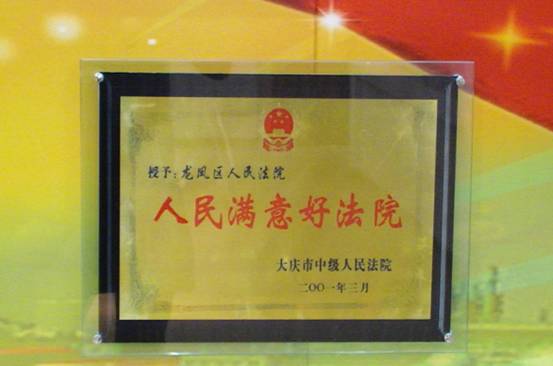 授予:龙凤区人民法院
人民满意好法院
大庆市中级人民法院
二〇〇一年三月